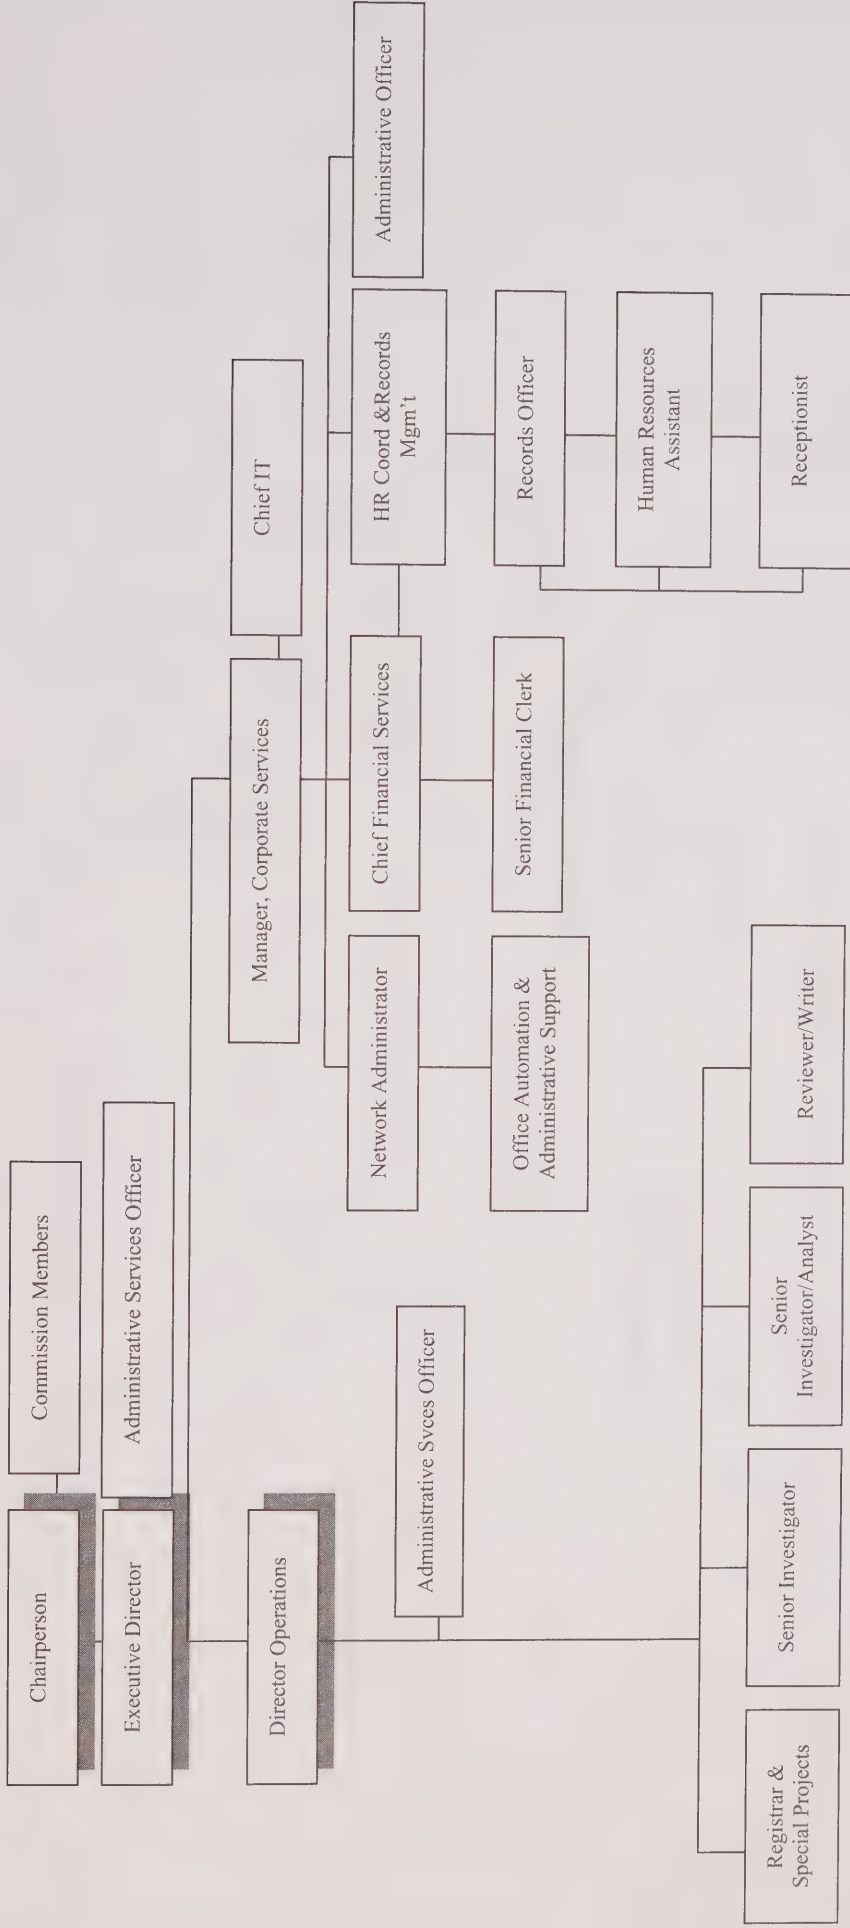 Chairperson
Commission Members
Executive Director
Administrative Services Officer
Manager, Corporate Services
Chief IT
Director Operations
Network Administrator
Chief Financial Services
HR Coord &Records
Mgm't
Administrative Officer
Administrative Svces Officer
Office Automation &
Administrative Support
Senior Financial Clerk
Records Officer
Human Resources
Assistant
Receptionist
Registrar &
Special Projects
Senior Investigator
Senior
Investigator/Analyst
Reviewer/Writer